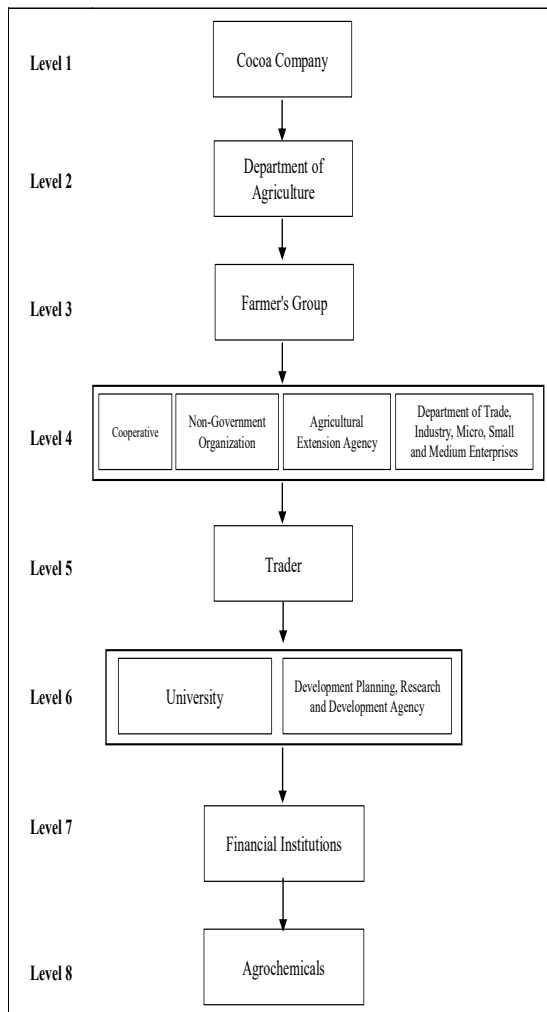 Level 1
Cocoa Company
Level 2
Department of
Agriculture
Level 3
Farmer's Group
Level 4
Cooperative
Non-Government
Organization
Agricultural
Extension Agency
Department of Trade,
Industry, Micro, Small
and Medium Enterprises
Level 5
Trader
Level 6
University
Development Planning, Research
and Development Agency
Level 7
Financial Institutions
Level 8
Agrochemicals